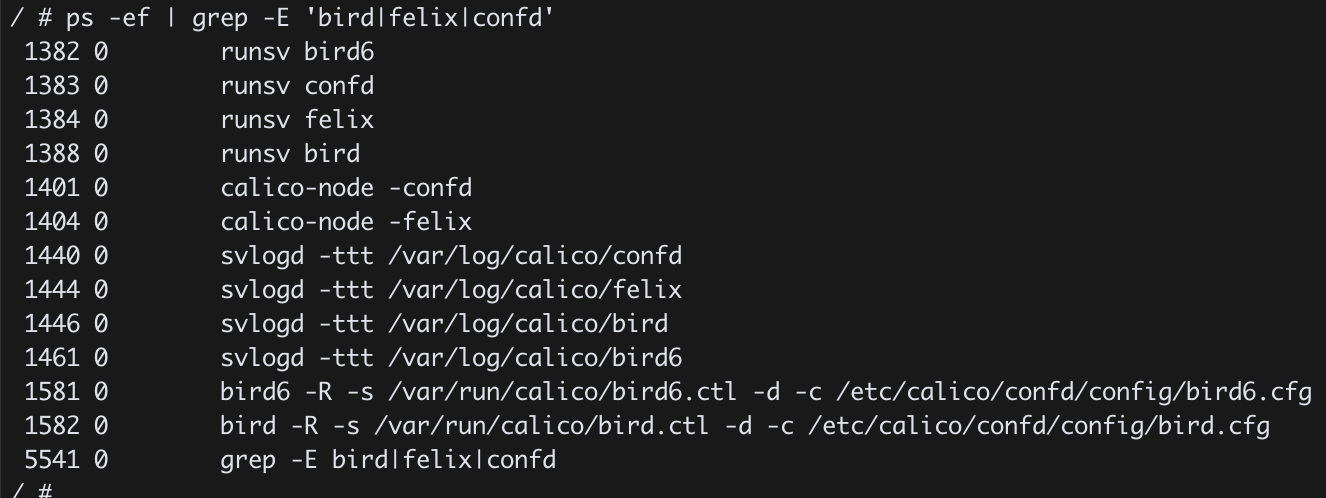 / # ps -ef | grep -E 'bird|felix|confd'
1382 0 runsv bird6
1383 0 runsv confd
1384 0 runsv felix
1388 0 runsv bird
1401 0 calico-node -confd
1404 0 calico-node -felix
1440 0 svlogd -ttt /var/log/calico/confd
1444 0 svlogd -ttt /var/log/calico/felix
1446 0 svlogd -ttt /var/log/calico/bird
1461 0 svlogd -ttt /var/log/calico/bird6
1581 0 bird6 -R -s /var/run/calico/bird6.ctl -d -c /etc/calico/confd/config/bird6.cfg
1582 0 bird -R -s /var/run/calico/bird.ctl -d -c /etc/calico/confd/config/bird.cfg
5541 0 grep -E bird|felix|confd
/ #